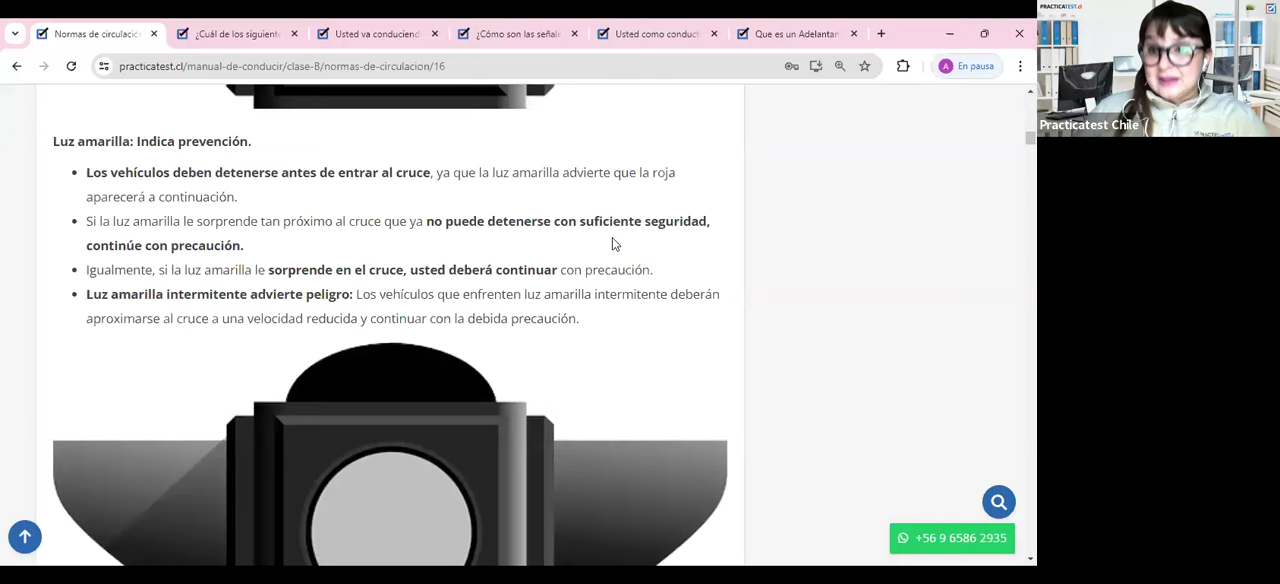 Normas de circulació
¿Cuál de los siguient
Usted va conduciend
¿Cómo son las señale
Usted como conduct
Que es un Adelantar
practicatest.cl/manual-de-conducir/clase-B/normas-de-circulacion/16
A En pausa
PRACTICATEST.cl
Practicatest Chile
Luz amarilla: Indica prevención.
Los vehículos deben detenerse antes de entrar al cruce, ya que la luz amarilla advierte que la roja
aparecerá a continuación.
Si la luz amarilla le sorprende tan próximo al cruce que ya no puede detenerse con suficiente seguridad,
continúe con precaución.
Igualmente, si la luz amarilla le sorprende en el cruce, usted deberá continuar con precaución.
Luz amarilla intermitente advierte peligro: Los vehículos que enfrenten luz amarilla intermitente deberán
aproximarse al cruce a una velocidad reducida y continuar con la debida precaución.
+56 9 6586 2935